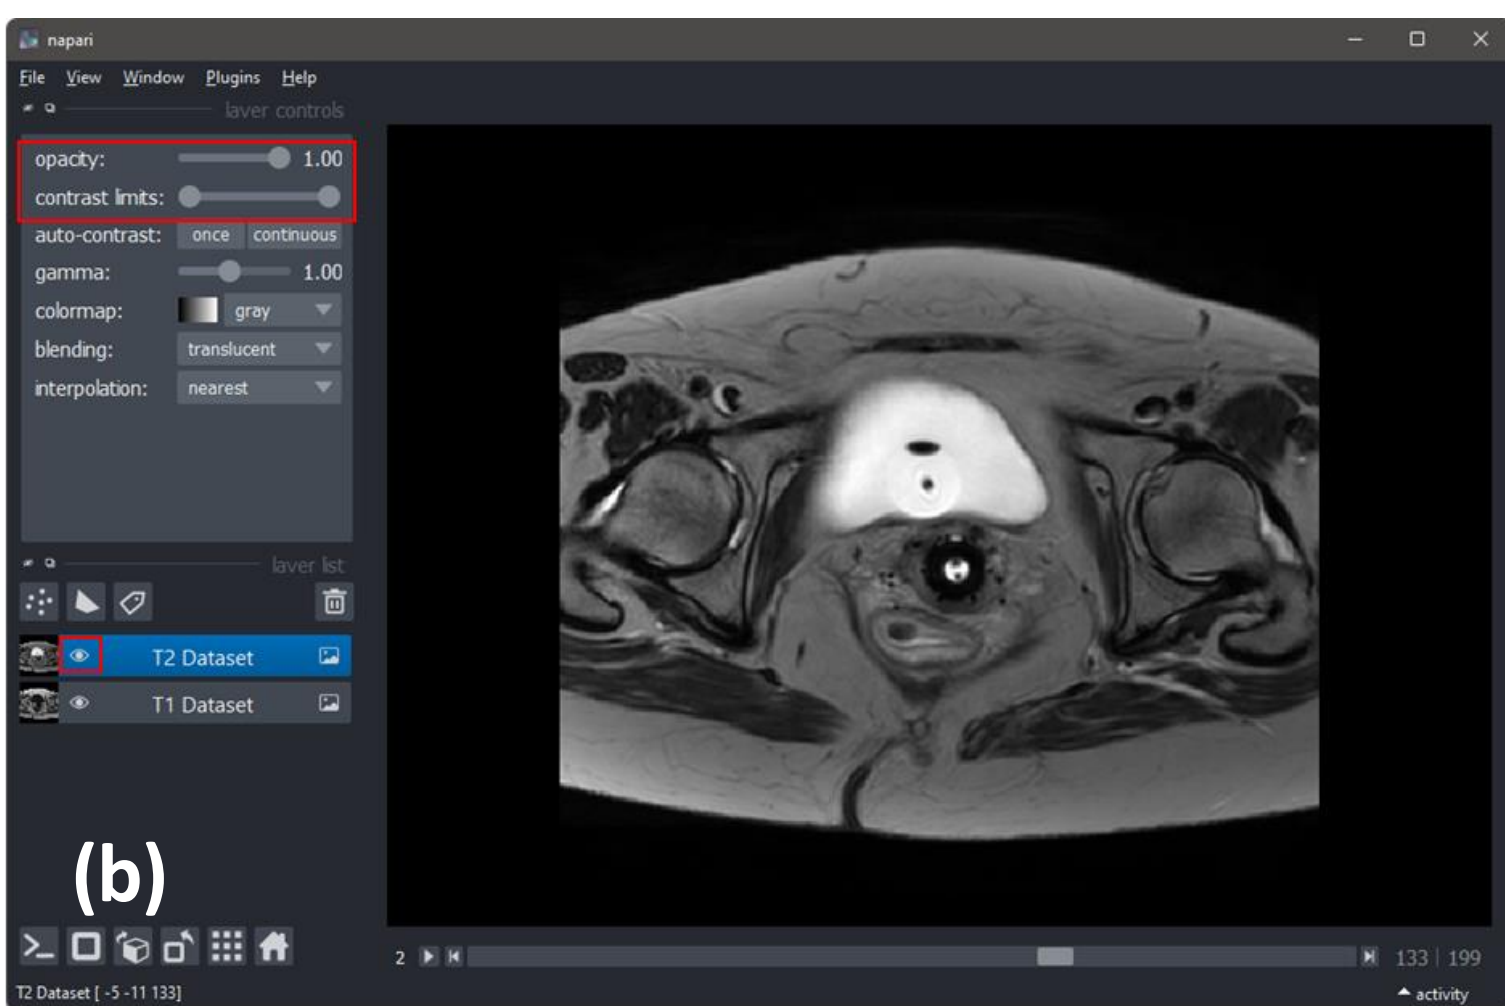 napari
File View Window Plugins Help
laver controls
opacity: 1.00
contrast limits:
auto-contrast: once continuous
gamma: 1.00
colormap: gray
blending: translucent
interpolation: nearest
laver list
T2 Dataset
T1 Dataset
(b)
2 133 | 199
T2 Dataset [ -5 -11 133] activity